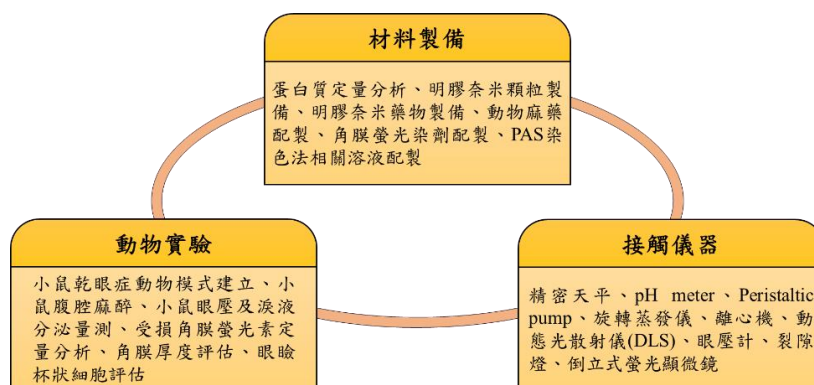 材料製備
蛋白質定量分析、明膠奈米顆粒製
備、明膠奈米藥物製備、動物麻藥
配製、角膜螢光染劑配製、PAS染
色法相關溶液配製
動物實驗
小鼠乾眼症動物模式建立、小
鼠腹腔麻醉、小鼠眼壓及淚液
分泌量測、受損角膜螢光素定
量分析、角膜厚度評估、眼瞼
杯狀細胞評估
接觸儀器
精密天平、pH meter、Peristaltic
pump、旋轉蒸發儀、離心機、動
態光散射儀(DLS)、眼壓計、裂隙
燈、倒立式螢光顯微鏡